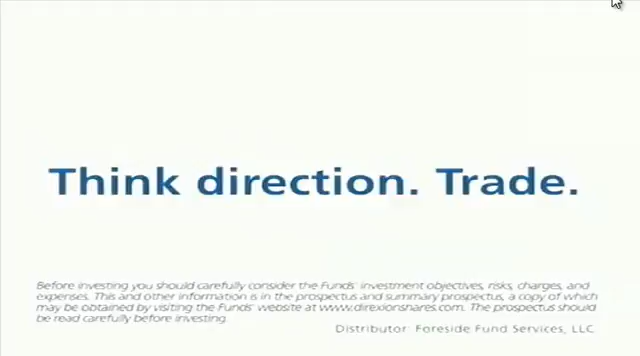 Think direction. Trade.
Before investing you should carefully consider the Funds' investment objectives, risks, charges, and
expenses. This and other information is in the prospectus and summary prospectus, a copy of which
may be obtained by visiting the Funds' website at www.direxionshares.com. The prospectus should
be read carefully before investing.
Distributor: Foreside Fund Services, LLC